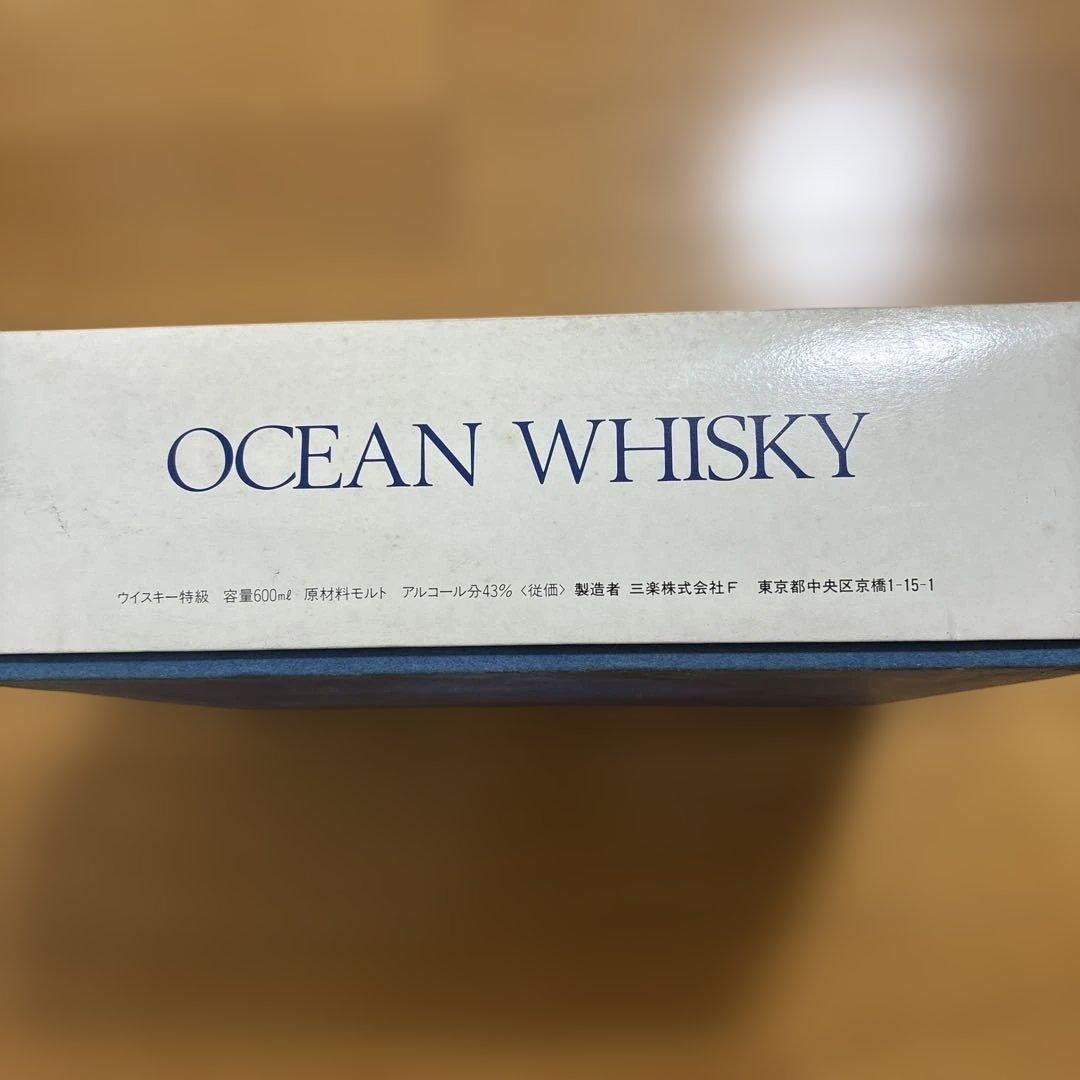 OCEAN WHISKY
ウイスキー特級 容量600㎖ 原材料モルト アルコール分43% 〈従価〉 製造者 三楽株式会社F 東京都中央区京橋1-15-1